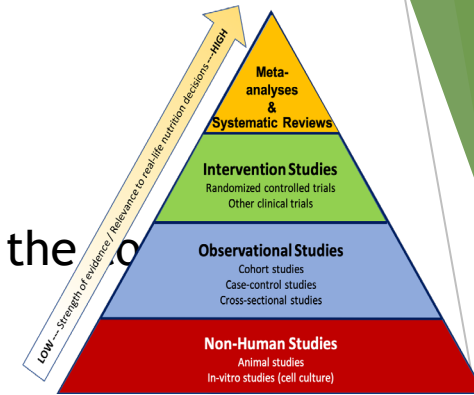 LOW --- Strength of evidence / Relevance to real-life nutrition decisions ---HIGH
Meta-
analyses
&
Systematic Reviews
Intervention Studies
Randomized controlled trials
Other clinical trials
the
Observational Studies
Cohort studies
Case-control studies
Cross-sectional studies
Non-Human Studies
Animal studies
In-vitro studies (cell culture)